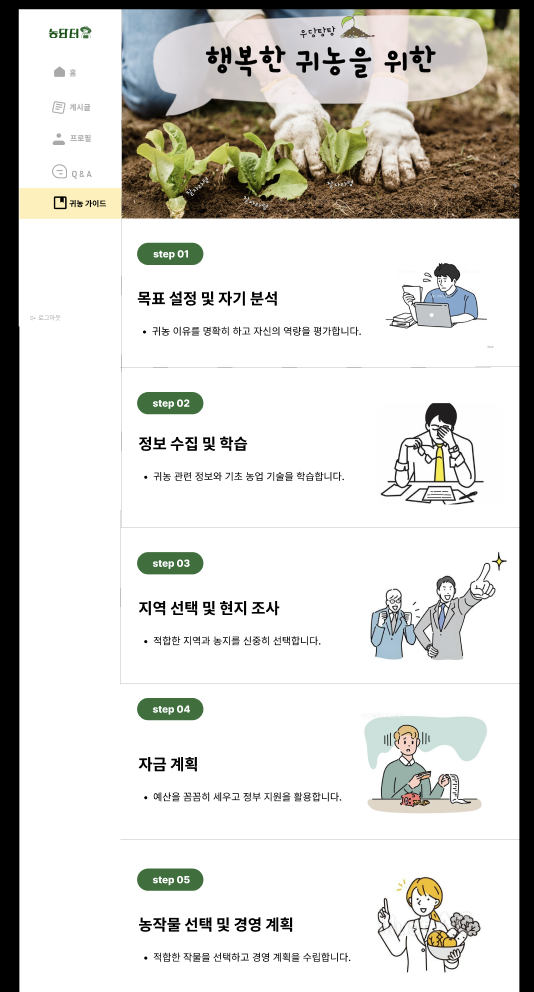 농담터
홈
게시글
프로필
Q & A
귀농 가이드
로그아웃
우당탕탕
행복한 귀농을 위한
step 01
목표 설정 및 자기 분석
• 귀농 이유를 명확히 하고 자신의 역량을 평가합니다.
step 02
정보 수집 및 학습
• 귀농 관련 정보와 기초 농업 기술을 학습합니다.
step 03
지역 선택 및 현지 조사
• 적합한 지역과 농지를 신중히 선택합니다.
step 04
자금 계획
• 예산을 꼼꼼히 세우고 정부 지원을 활용합니다.
step 05
농작물 선택 및 경영 계획
• 적합한 작물을 선택하고 경영 계획을 수립합니다.